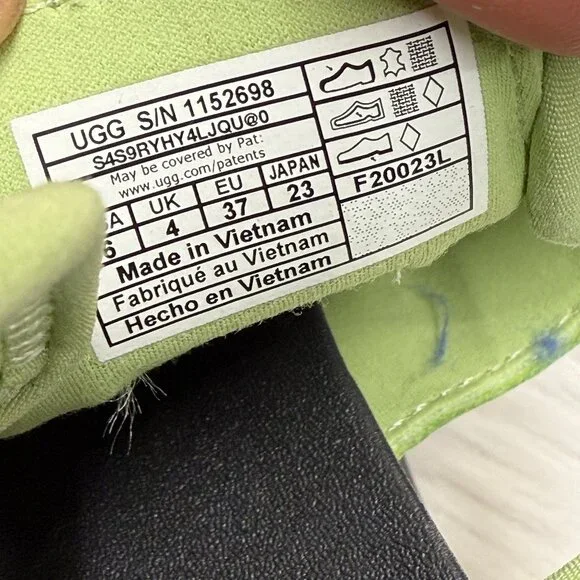 UGG S/N 1152698
S4S9RYHY4LJQU@0
May be covered by Pat:
www.ugg.com/patents
UK EU JAPAN
6 4 37 23
Made in Vietnam
Fabriqué au Vietnam
Hecho en Vietnam
F20023L